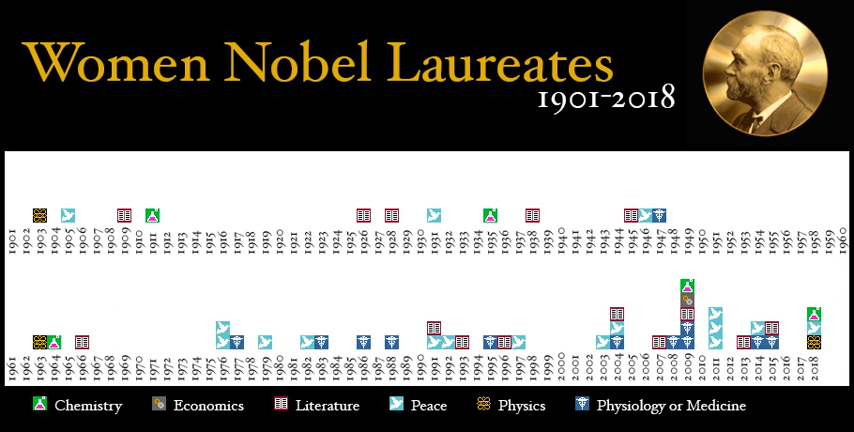 Women Nobel Laureates
1901-2018
1901 1902 1903 1904 1905 1906 1907 1908 1909 1910 1911 1912 1913 1914 1915 1916 1917 1918 1919 1920 1921 1922 1923 1924 1925 1926 1927 1928 1929 1930 1931 1932 1933 1934 1935 1936 1937 1938 1939 1940 1941 1942 1943 1944 1945 1946 1947 1948 1949 1950 1951 1952 1953 1954 1955 1956 1957 1958 1959 1960
1961 1962 1963 1964 1965 1966 1967 1968 1969 1970 1971 1972 1973 1974 1975 1976 1977 1978 1979 1980 1981 1982 1983 1984 1985 1986 1987 1988 1989 1990 1991 1992 1993 1994 1995 1996 1997 1998 1999 2000 2001 2002 2003 2004 2005 2006 2007 2008 2009 2010 2011 2012 2013 2014 2015 2016 2017 2018
Chemistry Economics Literature Peace Physics Physiology or Medicine